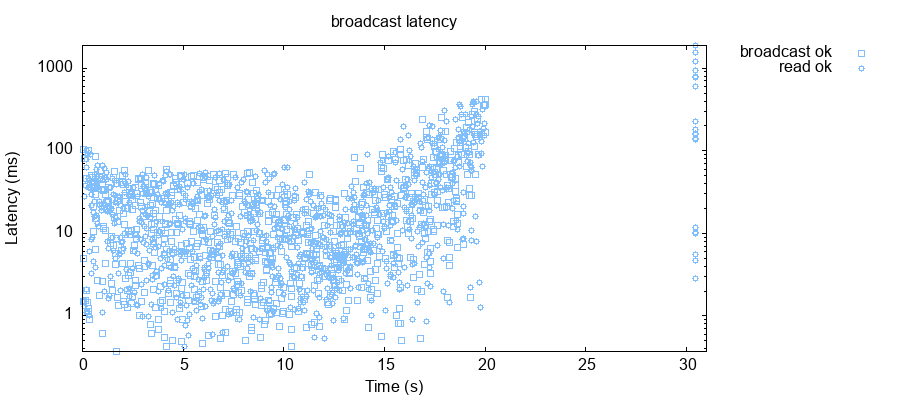 broadcast latency
broadcast ok
read ok
Latency (ms)
1000
100
10
1
0 5 10 15 20 25 30
Time (s)